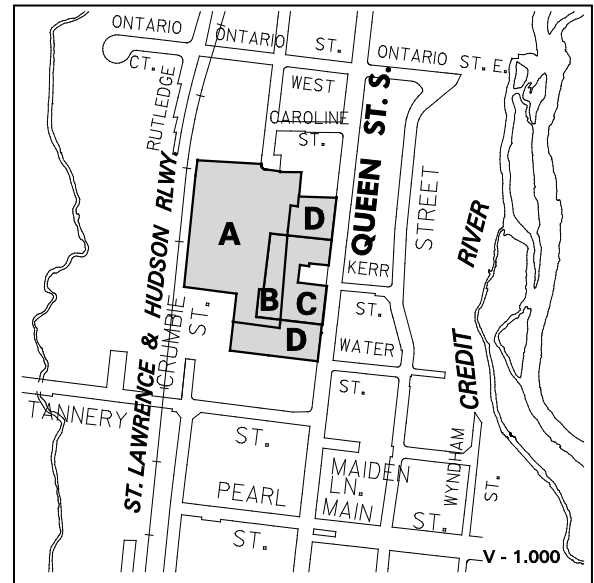 ONTARIO
ONTARIO
ST.
ONTARIO ST. E.
CT.
RUTLEDGE
WEST
CAROLINE
ST.
QUEEN ST. S.
STREET
RIVER
CREDIT
ST. LAWRENCE & HUDSON RLWY.
A
D
B
C
D
KERR
ST.
WATER
ST.
CRUMBIE
ST.
TANNERY
ST.
MAIDEN
LN.
MAIN
ST.
WYNDHAM
ST.
PEARL
ST.
V - 1.000